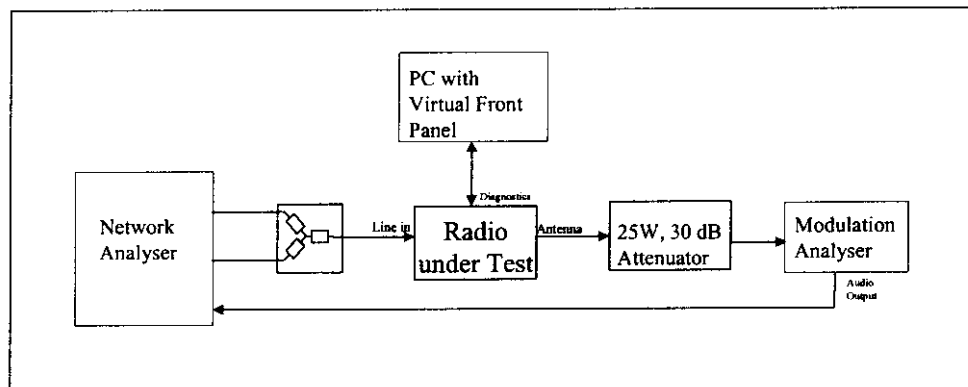 PC with
Virtual Front
Panel
Diagnostics
Network
Analyser
Line in
Radio
under Test
Antenna
25W, 30 dB
Attenuator
Modulation
Analyser
Audio
Output